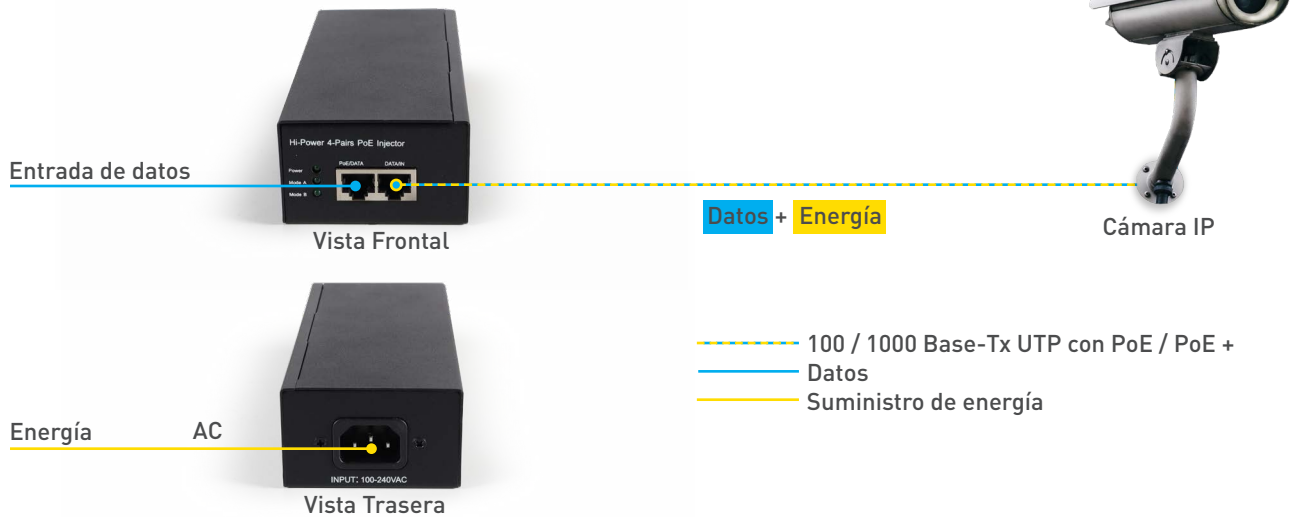 Hi-Power 4-Pairs PoE Injector
PoE/DATA DATA/IN
Power
Mode A
Mode B
Entrada de datos
Vista Frontal
Datos + Energía
Cámara IP
100 / 1000 Base-Tx UTP con PoE / PoE +
Datos
Suministro de energía
Energía AC
INPUT: 100-240VAC
Vista Trasera